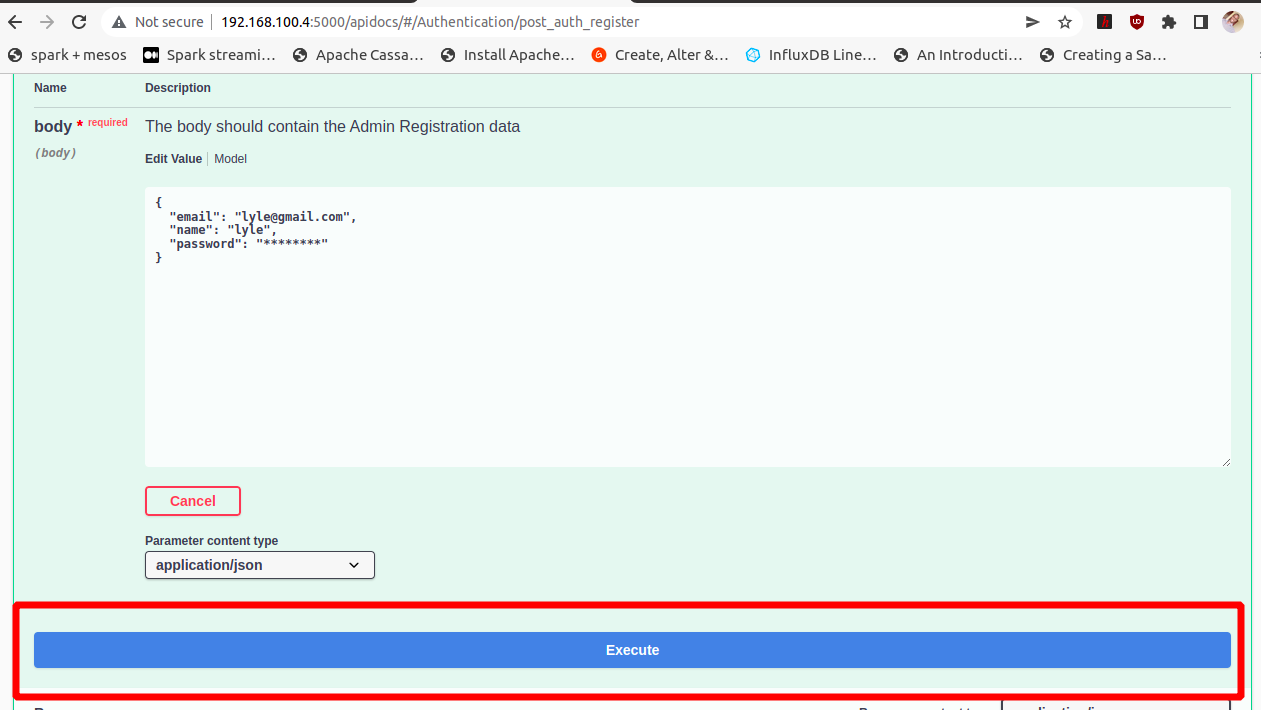 Not secure | 192.168.100.4:5000/apidocs/#/Authentication/post_auth_register
spark + mesos Spark streami... Apache Cassa... Install Apache... Create, Alter &... InfluxDB Line... An Introducti... Creating a Sa...
Name Description
body * required The body should contain the Admin Registration data
(body)
Edit Value | Model
{
"email": "lyle@gmail.com",
"name": "lyle",
"password": "********"
}
Cancel
Parameter content type
application/json
Execute